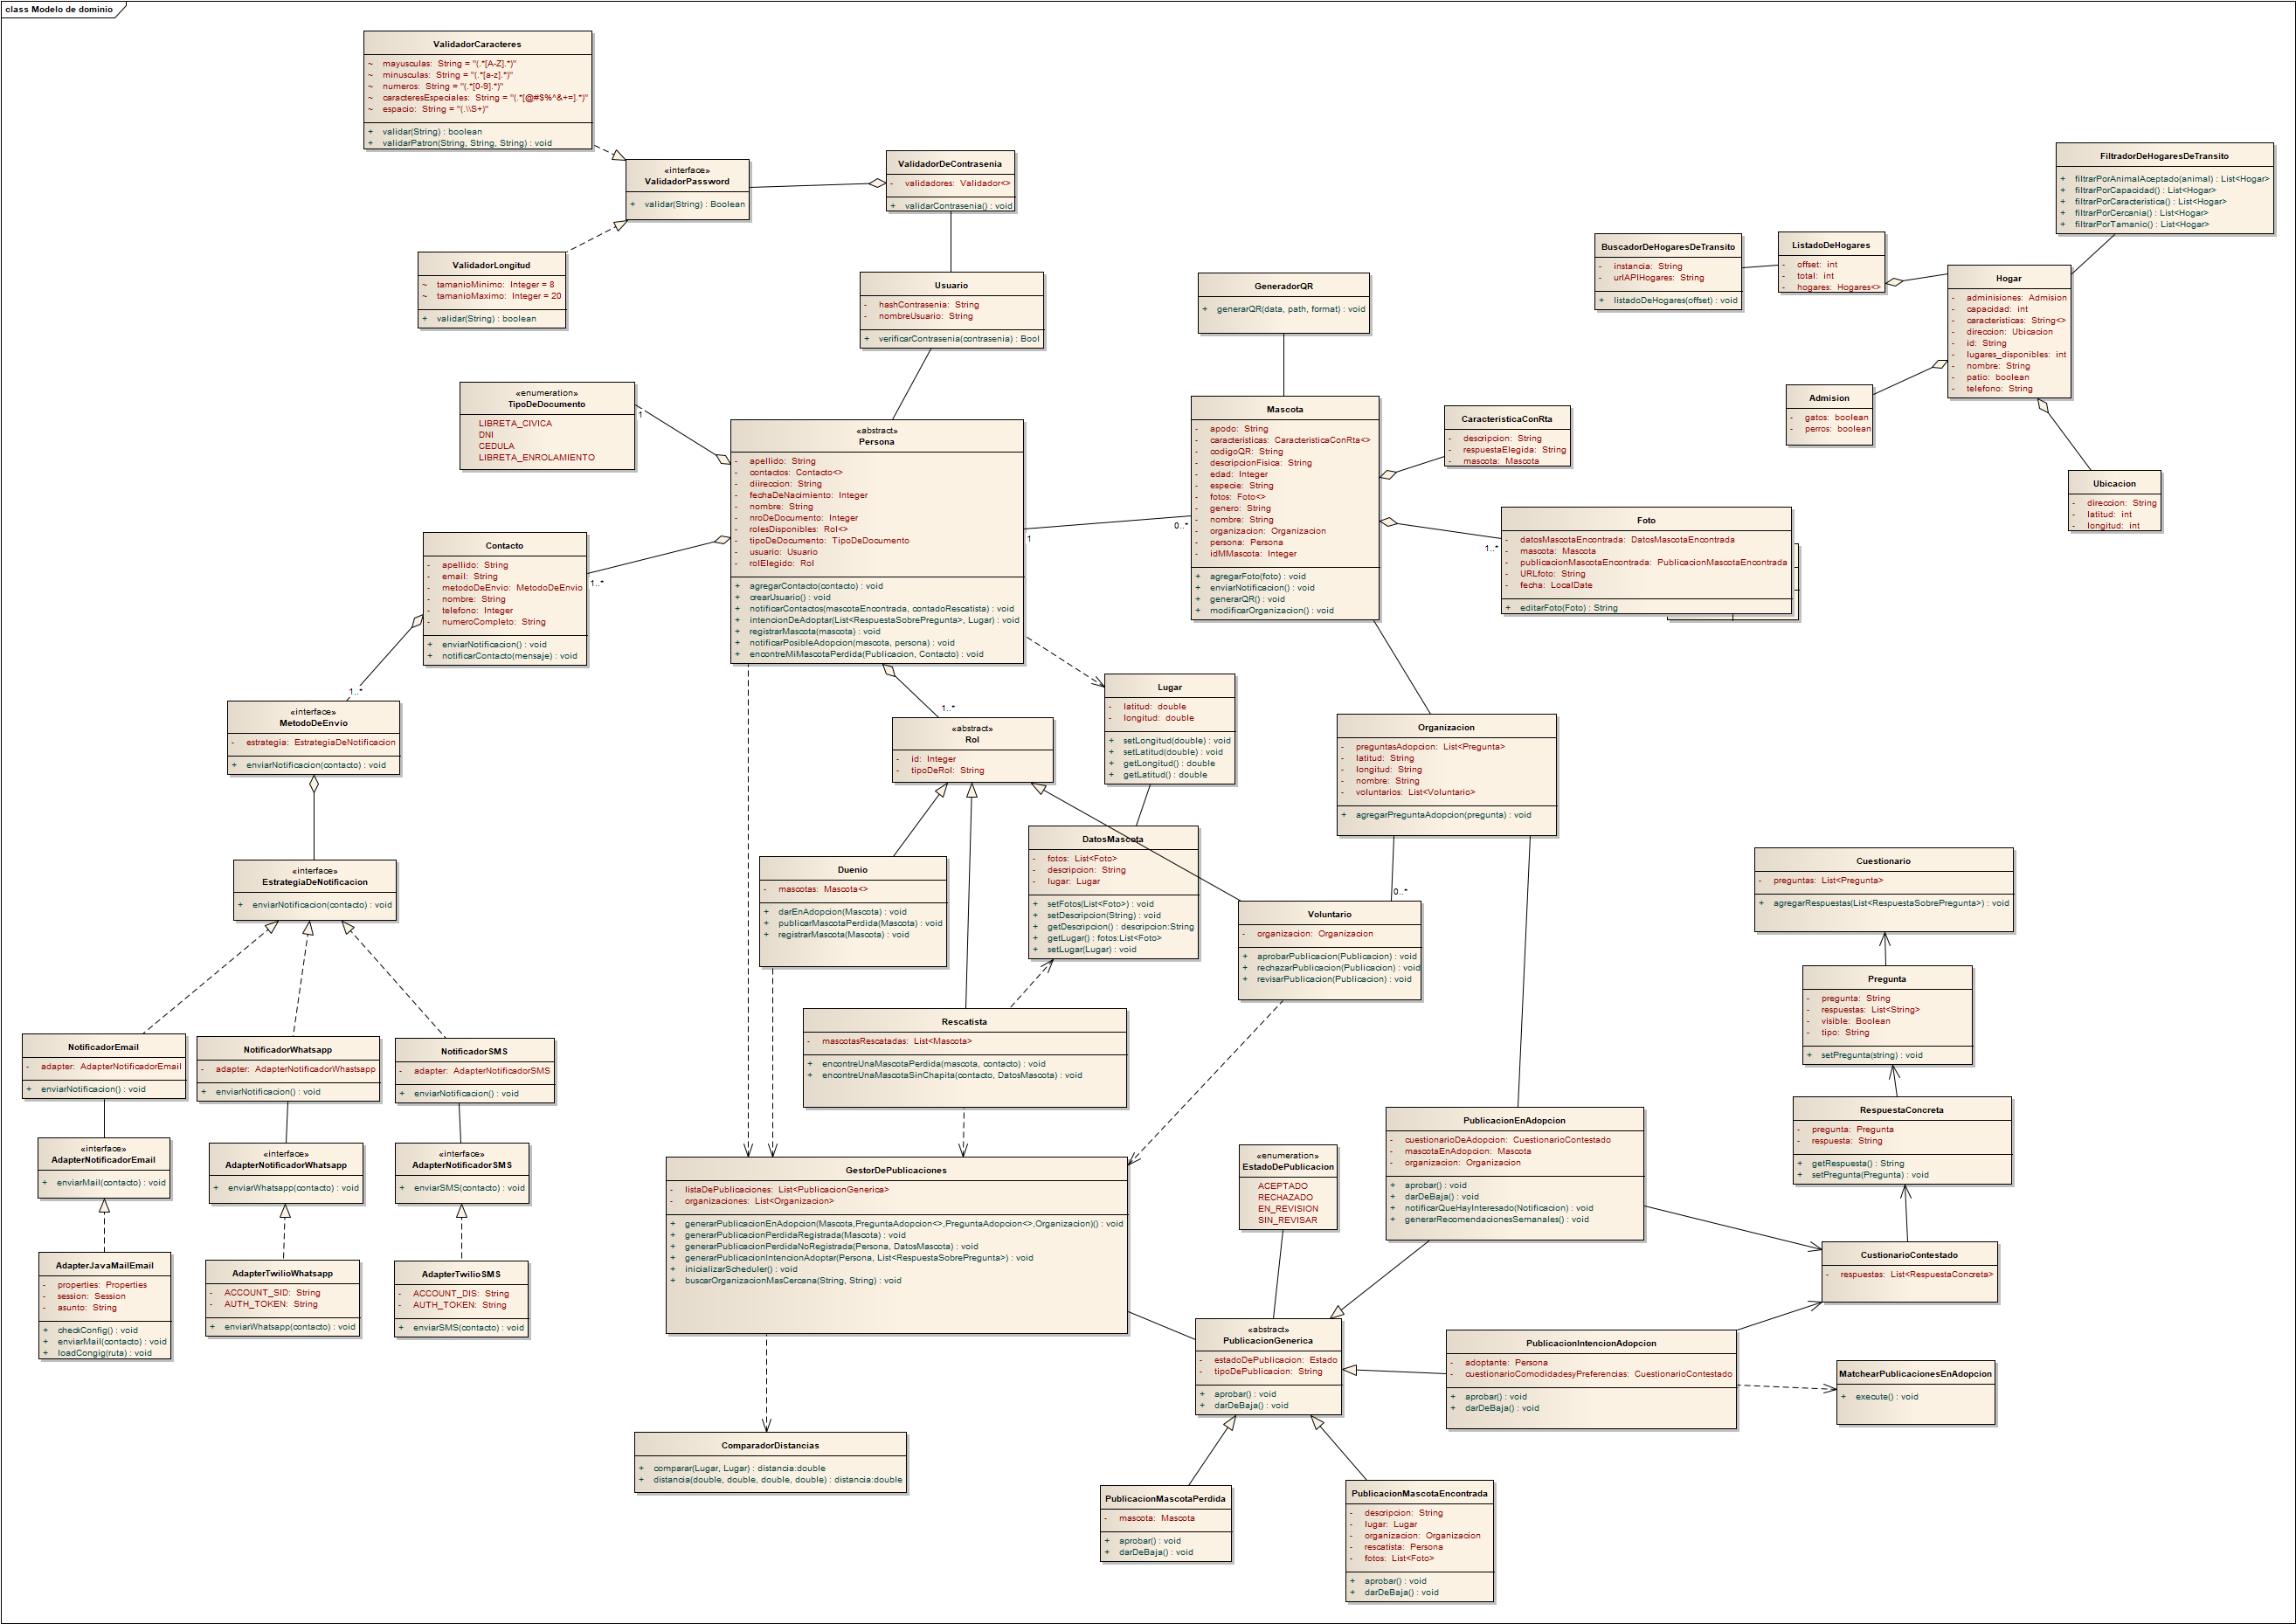 class Modelo de dominio
ValidadorCaracteres
~ mayusculas: String = "(.*[A-Z].*)"
~ minusculas: String = "(.*[a-z].*)"
~ numeros: String = "(.*[0-9].*)"
~ caracteresEspeciales: String = "(.*[@#$%^&+=].*)"
~ espacio: String = "(.\\S+)"
+ validar(String) : boolean
+ validarPatron(String, String, String) : void
«interface»
ValidadorPassword
+ validar(String) : Boolean
ValidadorDeContrasenia
- validadores: Validador<>
+ validarContrasenia() : void
ValidadorLongitud
~ tamanioMinimo: Integer = 8
~ tamanioMaximo: Integer = 20
+ validar(String) : boolean
Usuario
- hashContrasenia: String
- nombreUsuario: String
+ verificarContrasenia(contrasenia) : Bool
GeneradorQR
+ generarQR(data, path, format) : void
BuscadorDeHogaresDeTransito
- instancia: String
- urlAPIHogares: String
+ listadoDeHogares(offset) : void
ListadoDeHogares
- offset: int
- total: int
- hogares: Hogares<>
FiltradorDeHogaresDeTransito
+ filtrarPorAnimalAceptado(animal) : List<Hogar>
+ filtrarPorCapacidad() : List<Hogar>
+ filtrarPorCaracteristica() : List<Hogar>
+ filtrarPorCercania() : List<Hogar>
+ filtrarPorTamanio() : List<Hogar>
Hogar
- adminisiones: Admision
- capacidad: int
- caracteristicas: String<>
- direccion: Ubicacion
- id: String
- lugares_disponibles: int
- nombre: String
- patio: boolean
- telefono: String
Admision
- gatos: boolean
- perros: boolean
Ubicacion
- direccion: String
- latitud: int
- longitud: int
«enumeration»
TipoDeDocumento
LIBRETA_CIVICA
DNI
CEDULA
LIBRETA_ENROLAMIENTO
1
«abstract»
Persona
- apellido: String
- contactos: Contacto<>
- diireccion: String
- fechaDeNacimiento: Integer
- nombre: String
- nroDeDocumento: Integer
- rolesDisponibles: Rol<>
- tipoDeDocumento: TipoDeDocumento
- usuario: Usuario
- rolElegido: Rol
+ agregarContacto(contacto) : void
+ crearUsuario() : void
+ notificarContactos(mascotaEncontrada, contadoRescatista) : void
+ intencionDeAdoptar(List<RespuestaSobrePregunta>, Lugar) : void
+ registrarMascota(mascota) : void
+ notificarPosibleAdopcion(mascota, persona) : void
+ encontreMiMascotaPerdida(Publicacion, Contacto) : void
1
0..*
Mascota
- apodo: String
- caracteristicas: CaracteristicaConRta<>
- codigoQR: String
- descripcionFisica: String
- edad: Integer
- especie: String
- fotos: Foto<>
- genero: String
- nombre: String
- organizacion: Organizacion
- persona: Persona
- idMMascota: Integer
+ agregarFoto(foto) : void
+ enviarNotificacion() : void
+ generarQR() : void
+ modificarOrganizacion() : void
CaracteristicaConRta
- descripcion: String
- respuestaElegida: String
- mascota: Mascota
1..*
Foto
- datosMascotaEncontrada: DatosMascotaEncontrada
- mascota: Mascota
- publicacionMascotaEncontrada: PublicacionMascotaEncontrada
- URLfoto: String
- fecha: LocalDate
+ editarFoto(Foto) : String
Contacto
- apellido: String
- email: String
- metodoDeEnvio: MetodoDeEnvio
- nombre: String
- telefono: Integer
- numeroCompleto: String
+ enviarNotificacion() : void
+ notificarContacto(mensaje) : void
1..*
1..*
«interface»
MetodoDeEnvio
- estrategia: EstrategiaDeNotificacion
+ enviarNotificacion(contacto) : void
1..*
«abstract»
Rol
- id: Integer
- tipoDeRol: String
Lugar
- latitud: double
- longitud: double
+ setLongitud(double) : void
+ setLatitud(double) : void
+ getLongitud() : double
+ getLatitud() : double
Organizacion
- preguntasAdopcion: List<Pregunta>
- latitud: String
- longitud: String
- nombre: String
- voluntarios: List<Voluntario>
+ agregarPreguntaAdopcion(pregunta) : void
0..*
«interface»
EstrategiaDeNotificacion
+ enviarNotificacion(contacto) : void
Duenio
- mascotas: Mascota<>
+ darEnAdopcion(Mascota) : void
+ publicarMascotaPerdida(Mascota) : void
+ registrarMascota(Mascota) : void
DatosMascota
- fotos: List<Foto>
- descripcion: String
- lugar: Lugar
+ setFotos(List<Foto>) : void
+ setDescripcion(String) : void
+ getDescripcion() : descripcion:String
+ getLugar() : fotos:List<Foto>
+ setLugar(Lugar) : void
Voluntario
- organizacion: Organizacion
+ aprobarPublicacion(Publicacion) : void
+ rechazarPublicacion(Publicacion) : void
+ revisarPublicacion(Publicacion) : void
Cuestionario
- preguntas: List<Pregunta>
+ agregarRespuestas(List<RespuestaSobrePregunta>) : void
Pregunta
- pregunta: String
- respuestas: List<String>
- visible: Boolean
- tipo: String
+ setPregunta(string) : void
Rescatista
- mascotasRescatadas: List<Mascota>
+ encontreUnaMascotaPerdida(mascota, contacto) : void
+ encontreUnaMascotaSinChapita(contacto, DatosMascota) : void
NotificadorEmail
- adapter: AdapterNotificadorEmail
+ enviarNotificacion() : void
NotificadorWhatsapp
- adapter: AdapterNotificadorWhastsapp
+ enviarNotificacion() : void
NotificadorSMS
- adapter: AdapterNotificadorSMS
+ enviarNotificacion() : void
«interface»
AdapterNotificadorEmail
+ enviarMail(contacto) : void
«interface»
AdapterNotificadorWhatsapp
+ enviarWhatsapp(contacto) : void
«interface»
AdapterNotificadorSMS
+ enviarSMS(contacto) : void
RespuestaConcreta
- pregunta: Pregunta
- respuesta: String
+ getRespuesta() : String
+ setPregunta(Pregunta) : void
PublicacionEnAdopcion
- cuestionarioDeAdopcion: CuestionarioContestado
- mascotaEnAdopcion: Mascota
- organizacion: Organizacion
+ aprobar() : void
+ darDeBaja() : void
+ notificarQueHayInteresado(Notificacion) : void
+ generarRecomendacionesSemanales() : void
«enumeration»
EstadoDePublicacion
ACEPTADO
RECHAZADO
EN_REVISION
SIN_REVISAR
GestorDePublicaciones
- listaDePublicaciones: List<PublicacionGenerica>
- organizaciones: List<Organizacion>
+ generarPublicacionEnAdopcion(Mascota,PreguntaAdopcion<>,PreguntaAdopcion<>,Organizacion)() : void
+ generarPublicacionPerdidaRegistrada(Mascota) : void
+ generarPublicacionPerdidaNoRegistrada(Persona, DatosMascota) : void
+ generarPublicacionIntencionAdoptar(Persona, List<RespuestaSobrePregunta>) : void
+ inicializarScheduler() : void
+ buscarOrganizacionMasCercana(String, String) : void
CustionarioContestado
- respuestas: List<RespuestaConcreta>
AdapterJavaMailEmail
- properties: Properties
- session: Session
- asunto: String
+ checkConfig() : void
+ enviarMail(contacto) : void
+ loadCongig(ruta) : void
AdapterTwilioWhatsapp
- ACCOUNT_SID: String
- AUTH_TOKEN: String
+ enviarWhatsapp(contacto) : void
AdapterTwilioSMS
- ACCOUNT_DIS: String
- AUTH_TOKEN: String
+ enviarSMS(contacto) : void
«abstract»
PublicacionGenerica
- estadoDePublicacion: Estado
- tipoDePublicacion: String
+ aprobar() : void
+ darDeBaja() : void
PublicacionIntencionAdopcion
- adoptante: Persona
- cuestionarioComodidadesyPreferencias: CuestionarioContestado
+ aprobar() : void
+ darDeBaja() : void
MatchearPublicacionesEnAdopcion
+ execute() : void
ComparadorDistancias
+ comparar(Lugar, Lugar) : distancia:double
+ distancia(double, double, double, double) : distancia:double
PublicacionMascotaPerdida
- mascota: Mascota
+ aprobar() : void
+ darDeBaja() : void
PublicacionMascotaEncontrada
- descripcion: String
- lugar: Lugar
- organizacion: Organizacion
- rescatista: Persona
- fotos: List<Foto>
+ aprobar() : void
+ darDeBaja() : void